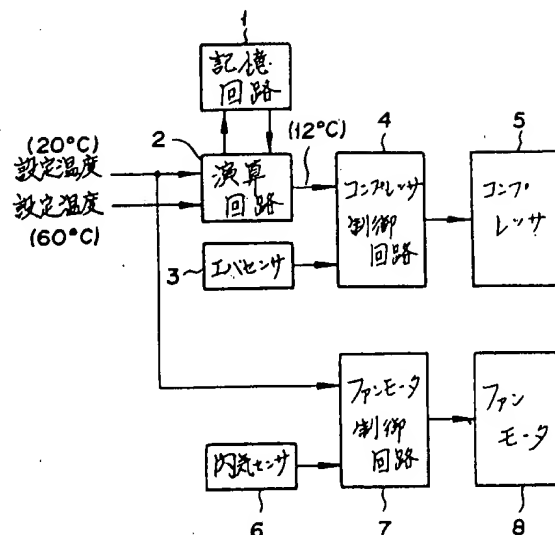 1
記憶
回路
(20°C)
設定温度
2
演算
回路
(12°C)
設定温度
(60°C)
4
コンプレッサ
制御
回路
5
コンプ
レッサ
3
エバセンサ
ファンモータ
制御
回路
ファン
モータ
内気センサ
6
7
8